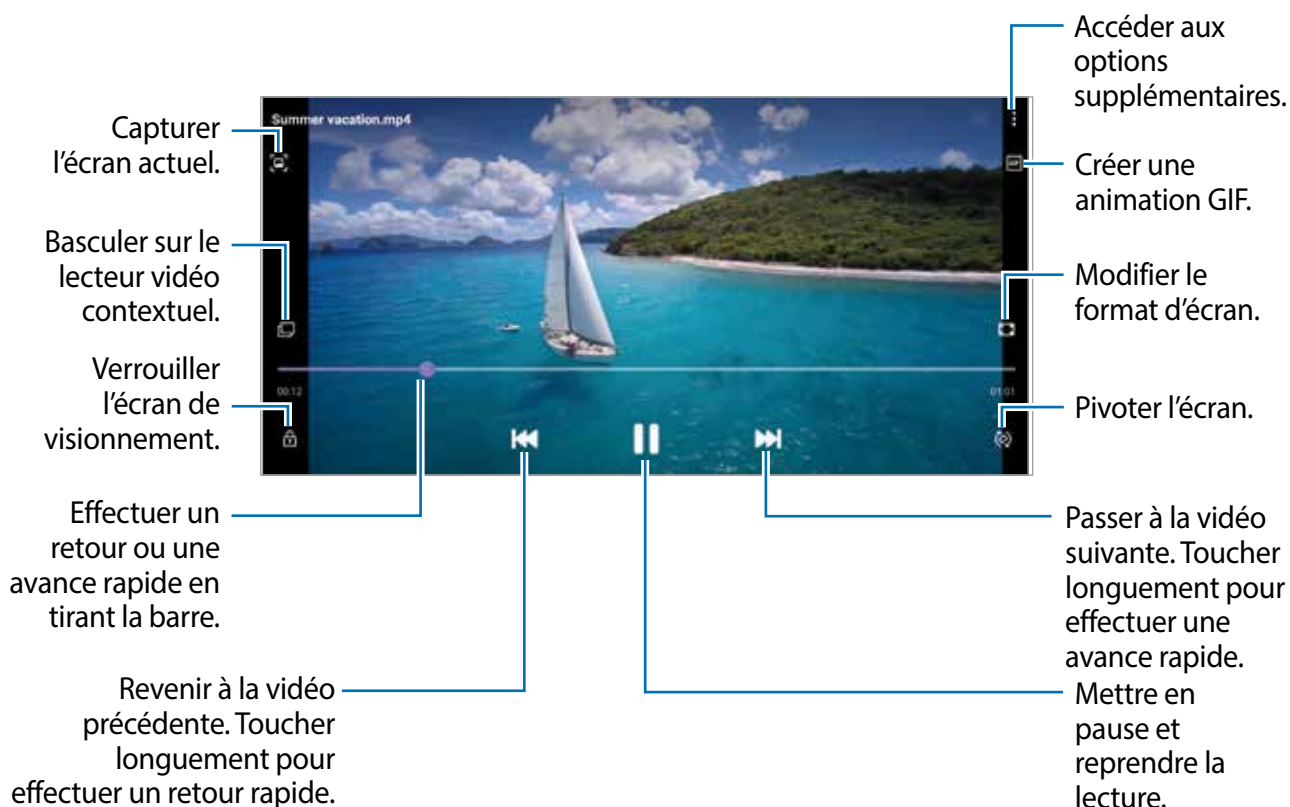 Accéder aux
options
supplémentaires.
Summer vacation.mp4
Capturer
l'écran actuel.
GIF
Créer une
animation GIF.
Basculer sur le
lecteur vidéo
contextuel.
Modifier le
format d'écran.
Verrouiller
l'écran de
visionnement.
00:12
01:01
Pivoter l'écran.
Effectuer un
retour ou une
avance rapide en
tirant la barre.
Passer à la vidéo
suivante. Toucher
longuement pour
effectuer une
avance rapide.
Revenir à la vidéo
précédente. Toucher
longuement pour
effectuer un retour rapide.
Mettre en
pause et
reprendre la
lecture.